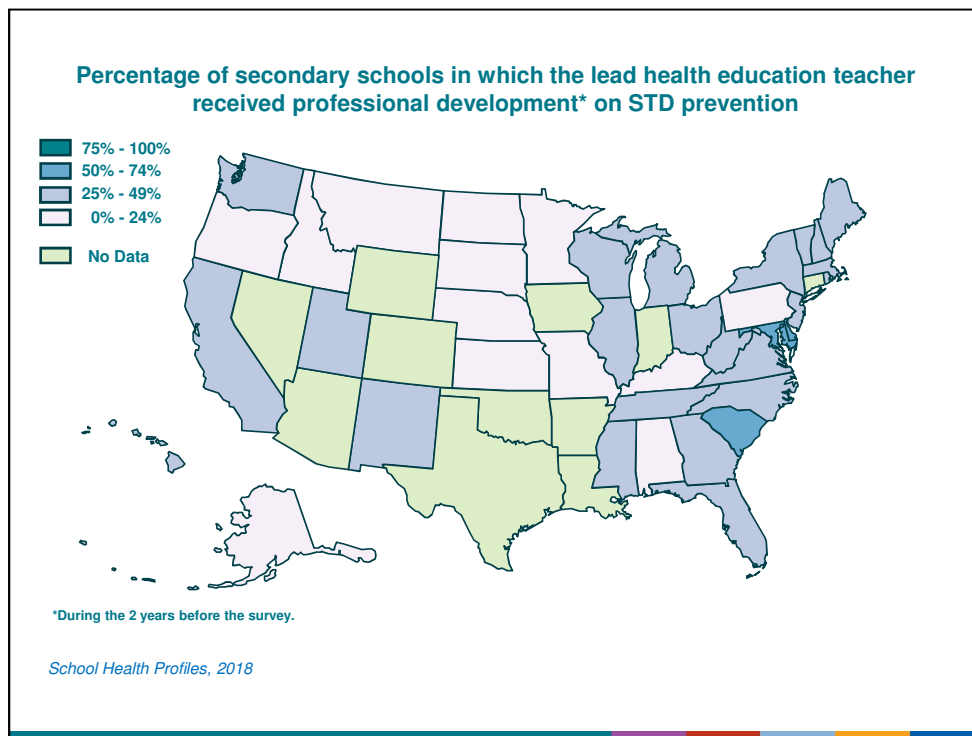 Percentage of secondary schools in which the lead health education teacher
received professional development* on STD prevention
75% - 100%
50% - 74%
25% - 49%
0% - 24%
No Data
*During the 2 years before the survey.
School Health Profiles, 2018